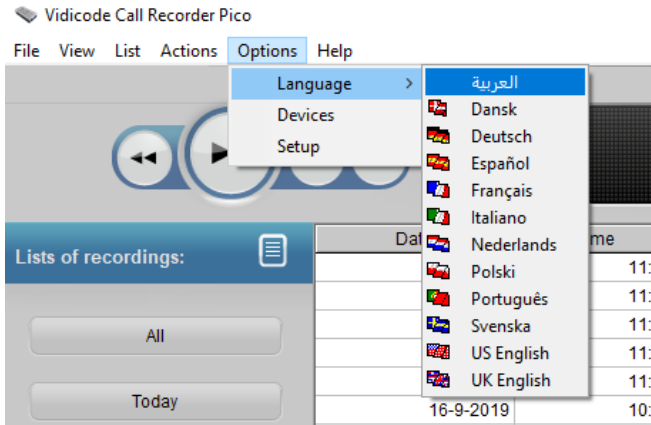 Vidicode Call Recorder Pico
File View List Actions Options Help
Language
Devices
Setup
العربية
Dansk
Deutsch
Español
Français
Italiano
Nederlands
Polski
Português
Svenska
US English
UK English
Lists of recordings:
All
Today
Dat me
11:
11:
11:
11:
11:
16-9-2019 10: